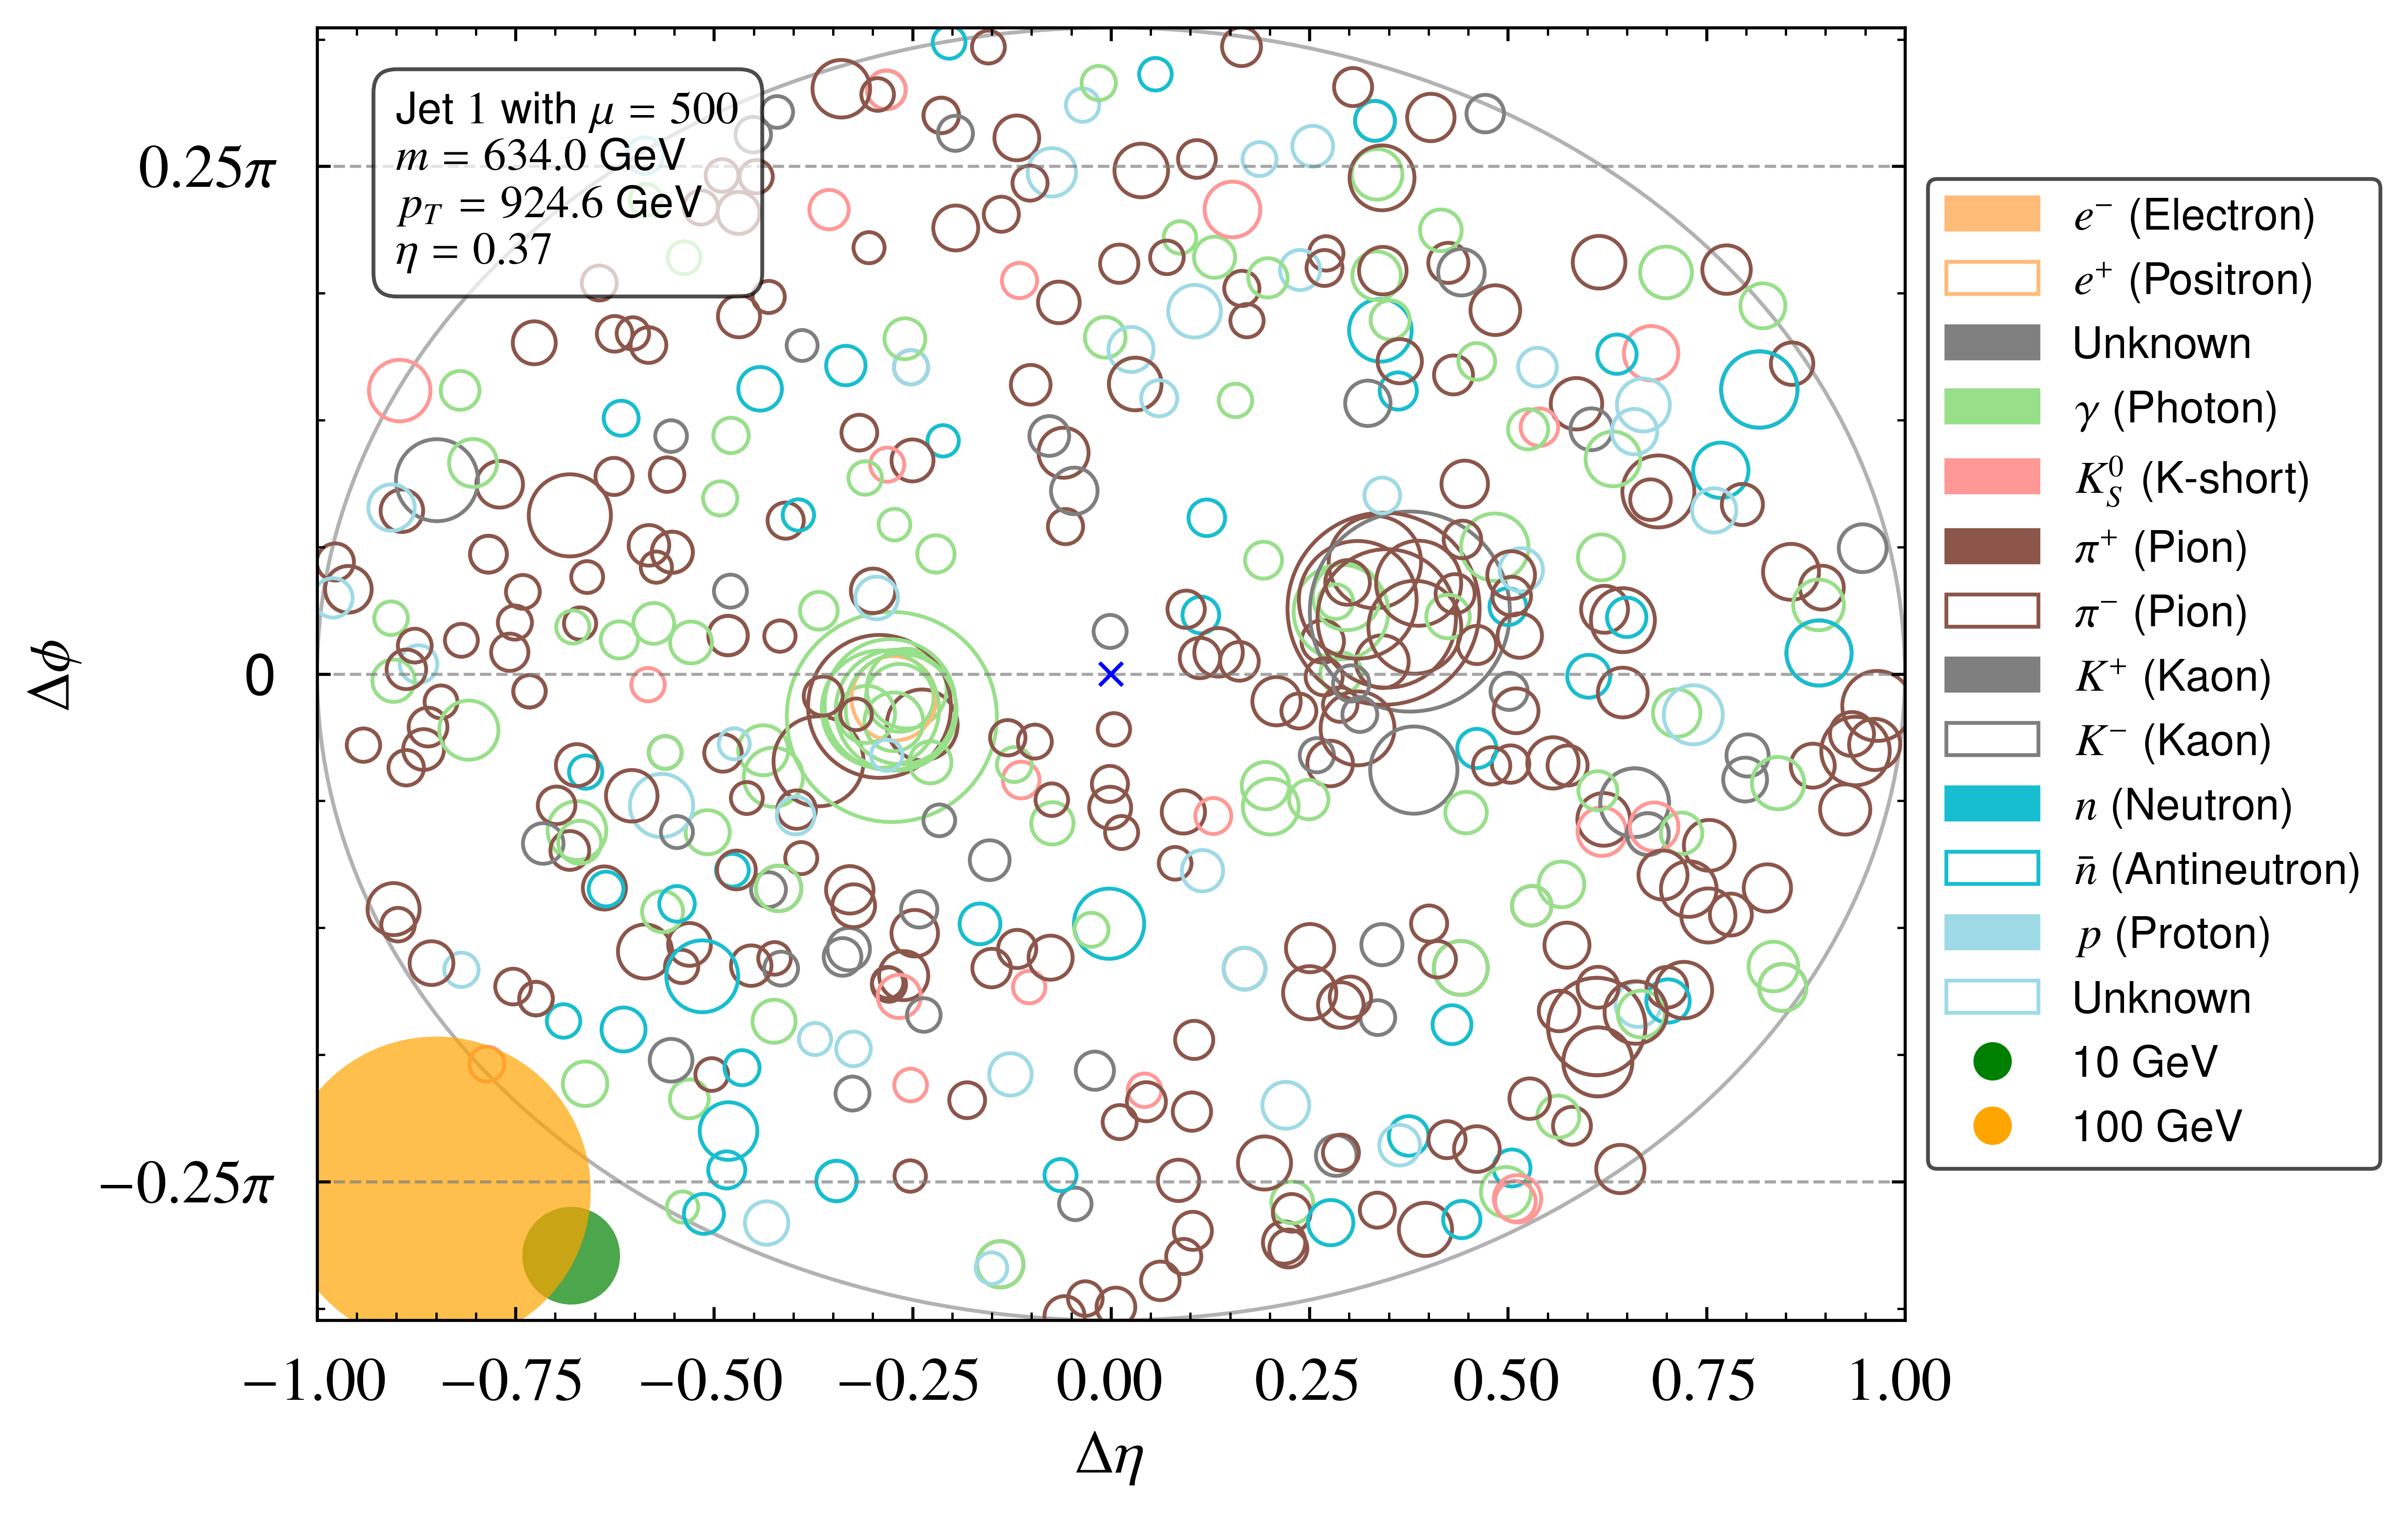 Jet 1 with μ = 500
m = 634.0 GeV
p_T = 924.6 GeV
η = 0.37
0.25π
0
−0.25π
Δϕ
−1.00 −0.75 −0.50 −0.25 0.00 0.25 0.50 0.75 1.00
Δη
e⁻ (Electron)
e⁺ (Positron)
Unknown
γ (Photon)
K_S^0 (K-short)
π⁺ (Pion)
π⁻ (Pion)
K⁺ (Kaon)
K⁻ (Kaon)
n (Neutron)
n̄ (Antineutron)
p (Proton)
Unknown
10 GeV
100 GeV